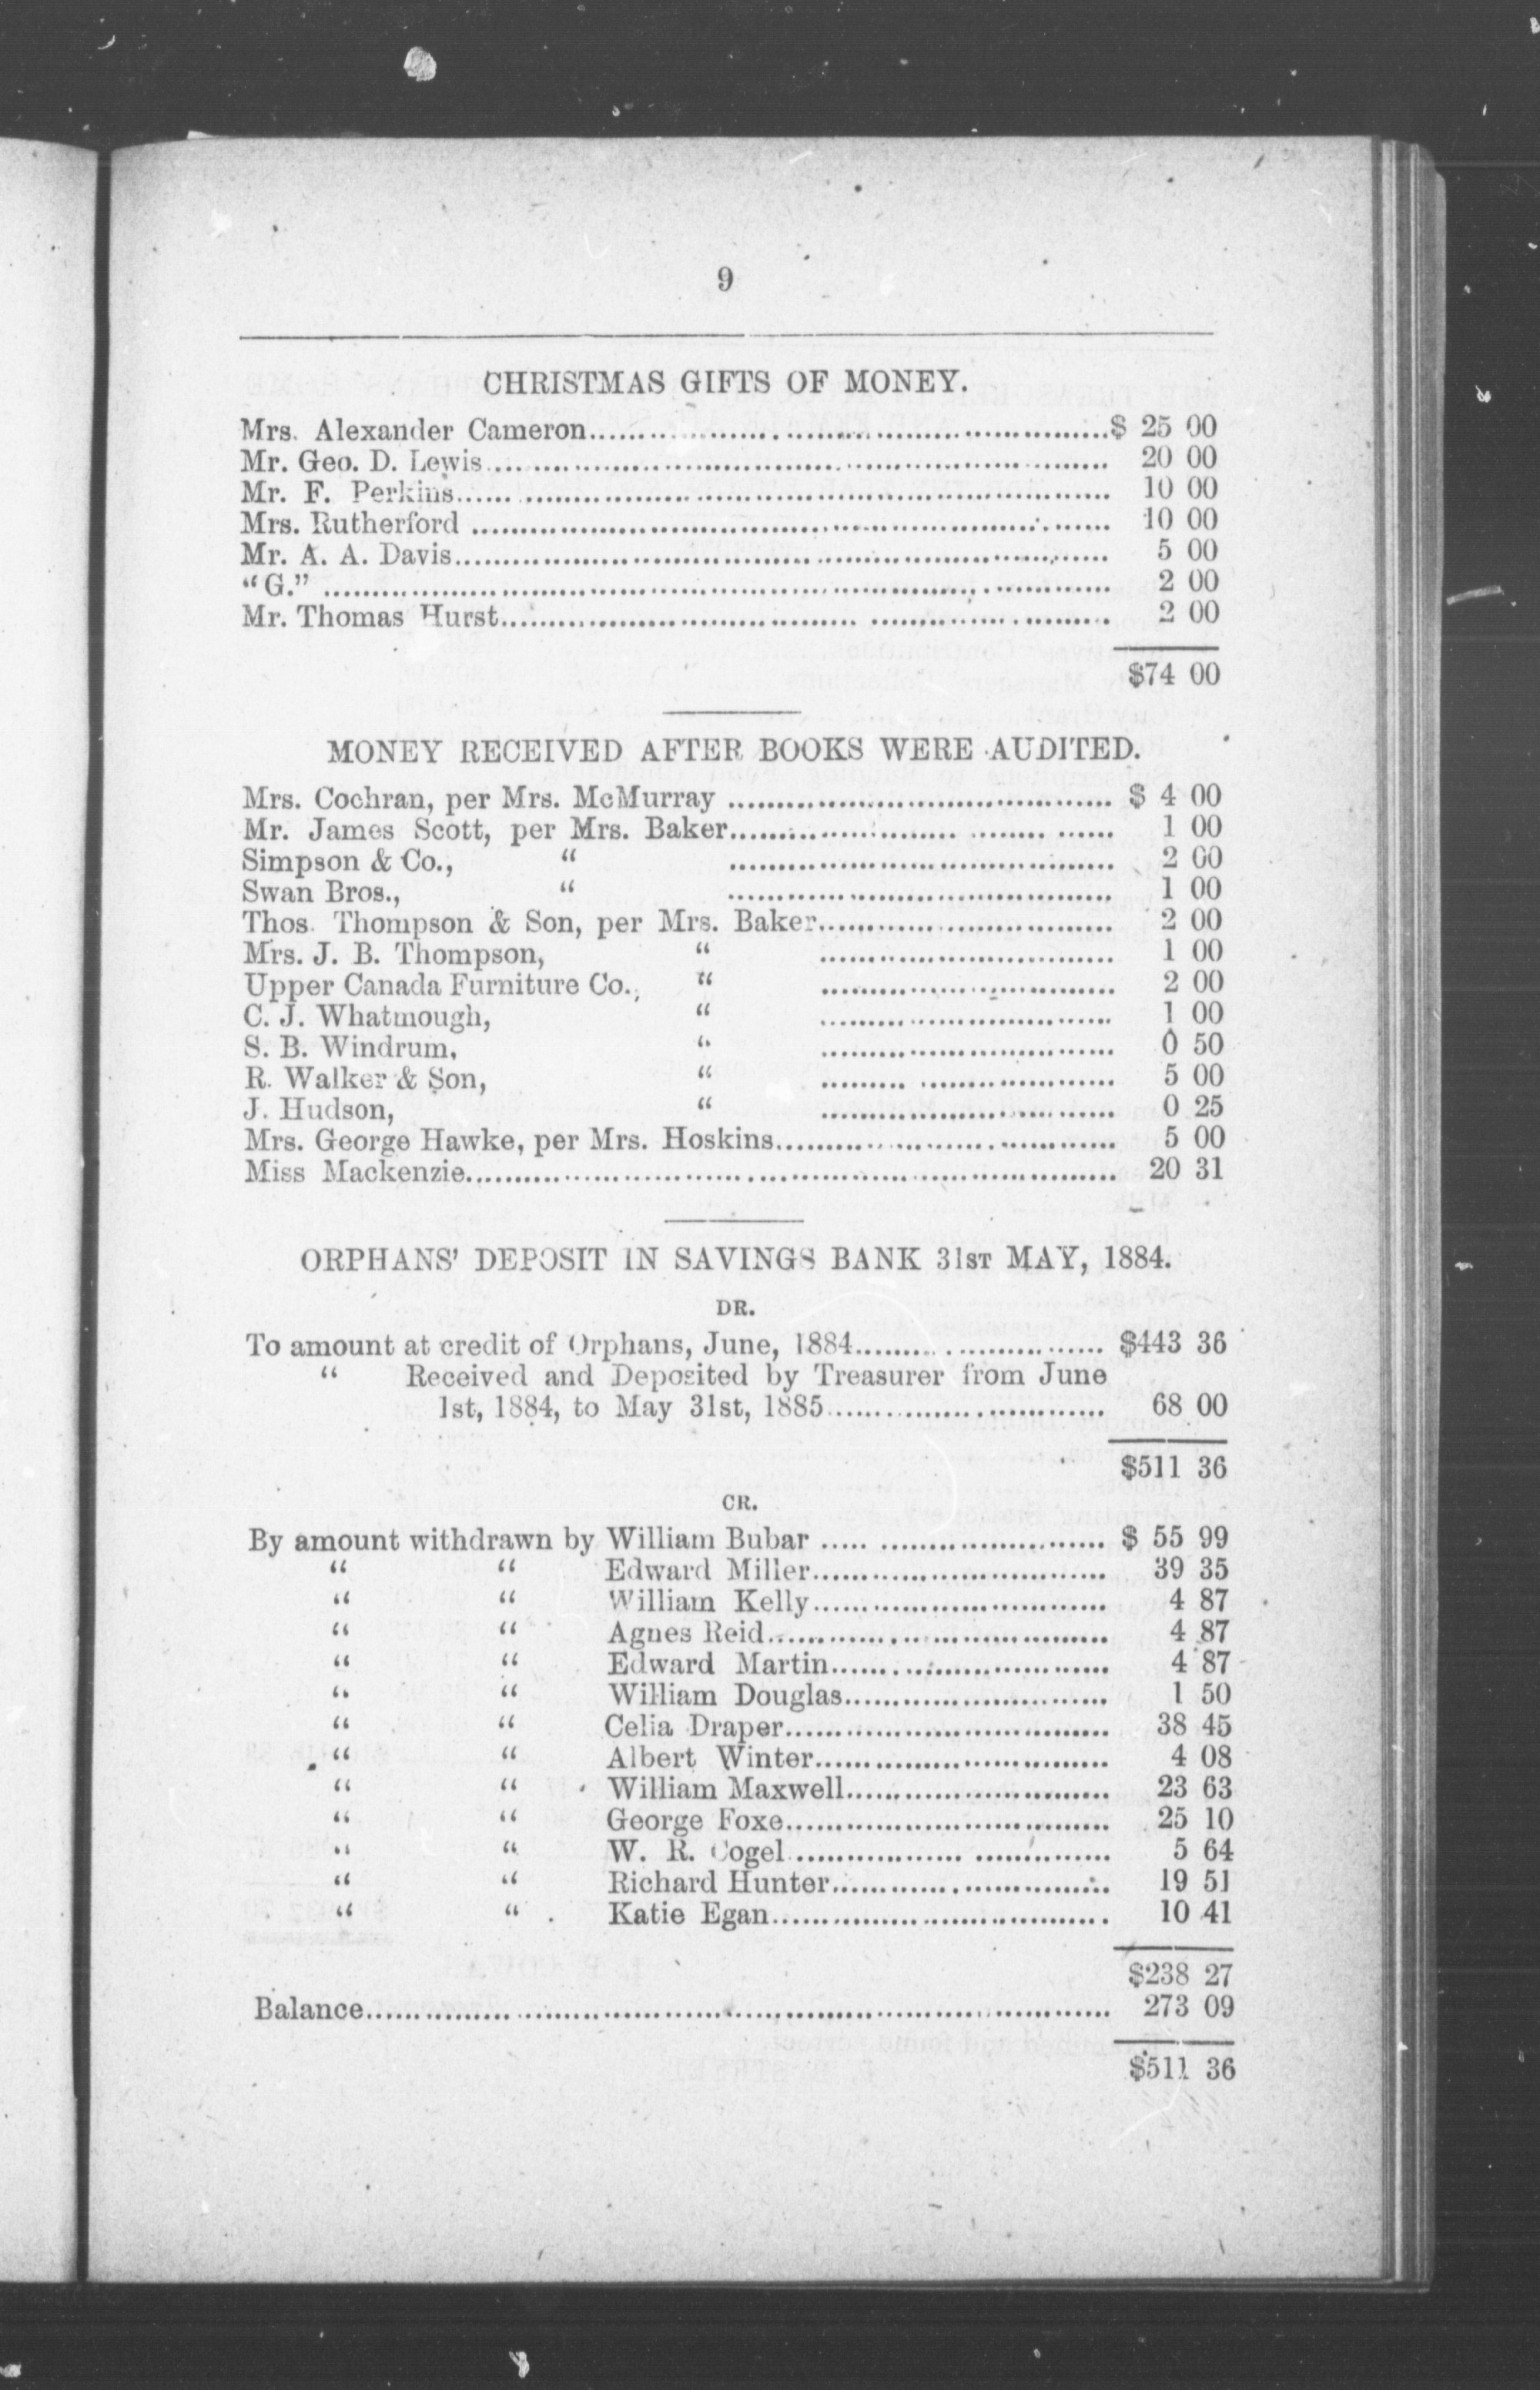 9
CHRISTMAS GIFTS OF MONEY.
Mrs. Alexander Cameron........................................$ 25 00
Mr. Geo. D. Lewis........................................ 20 00
Mr. F. Perkins........................................ 10 00
Mrs. Rutherford ........................................ 10 00
Mr. A. A. Davis........................................ 5 00
“G.” ........................................ 2 00
Mr. Thomas Hurst........................................ 2 00
$74 00
MONEY RECEIVED AFTER BOOKS WERE AUDITED.
Mrs. Cochran, per Mrs. McMurray .............................. $ 4 00
Mr. James Scott, per Mrs. Baker.............................. 1 00
Simpson & Co., “ .............................. 2 00
Swan Bros., “ .............................. 1 00
Thos. Thompson & Son, per Mrs. Baker.............................. 2 00
Mrs. J. B. Thompson, “ .............................. 1 00
Upper Canada Furniture Co., “ .............................. 2 00
C. J. Whatmough, “ .............................. 1 00
S. B. Windrum, “ .............................. 0 50
R. Walker & Son, “ .............................. 5 00
J. Hudson, “ .............................. 0 25
Mrs. George Hawke, per Mrs. Hoskins.............................. 5 00
Miss Mackenzie.............................. 20 31
ORPHANS’ DEPOSIT IN SAVINGS BANK 31ST MAY, 1884.
DR.
To amount at credit of Orphans, June, 1884......................... $443 36
“ Received and Deposited by Treasurer from June
1st, 1884, to May 31st, 1885......................... 68 00
$511 36
CR.
By amount withdrawn by William Bubar ......................... $ 55 99
“ “ Edward Miller......................... 39 35
“ “ William Kelly......................... 4 87
“ “ Agnes Reid......................... 4 87
“ “ Edward Martin......................... 4 87
“ “ William Douglas......................... 1 50
“ “ Celia Draper......................... 38 45
“ “ Albert Winter......................... 4 08
“ “ William Maxwell......................... 23 63
“ “ George Foxe......................... 25 10
“ “ W. R. Cogel......................... 5 64
“ “ Richard Hunter......................... 19 51
“ “ Katie Egan......................... 10 41
$238 27
Balance........................................ 273 09
$511 36